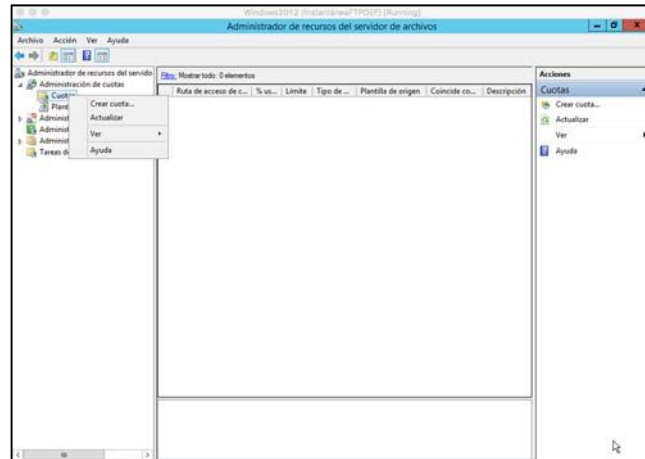 Windows2012 (InstantáneaFTPDEF) [Running]
Administrador de recursos del servidor de archivos
Archivo Acción Ver Ayuda
Administrador de recursos del servido
Administración de cuotas
Cuotas
Plant
Administ
Administ
Administ
Tareas d
Crear cuota...
Actualizar
Ver
Ayuda
Filtro: Mostrar todo: 0 elementos
Ruta de acceso de c... % us... Límite Tipo de ... Plantilla de origen Coincide co... Descripción
Acciones
Cuotas
Crear cuota...
Actualizar
Ver
Ayuda